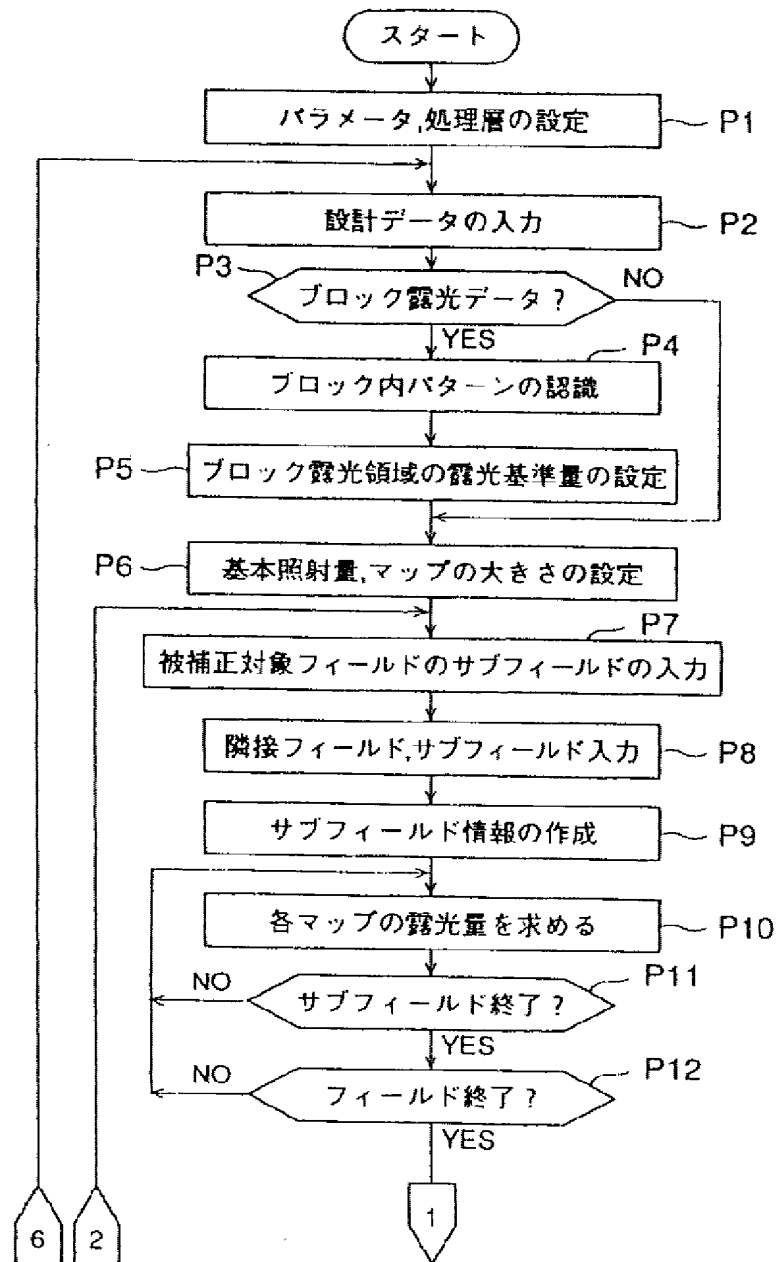 スタート
パラメータ,処理層の設定 P1
設計データの入力 P2
P3 ブロック露光データ？ NO
YES
P4
ブロック内パターンの認識
P5 ブロック露光領域の露光基準量の設定
P6 基本照射量,マップの大きさの設定
P7
被補正対象フィールドのサブフィールドの入力
隣接フィールド,サブフィールド入力 P8
サブフィールド情報の作成 P9
各マップの露光量を求める P10
NO サブフィールド終了？ P11
YES
NO フィールド終了？ P12
YES
6 2 1